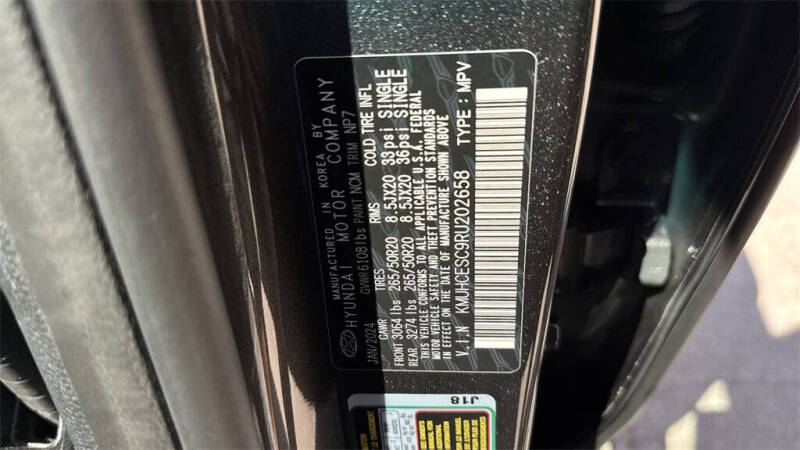 MANUFACTURED IN KOREA BY
HYUNDAI MOTOR COMPANY
JAN/2024 GVWR 6108lbs PAINT NCM TRIM NP7
GAWR TIRES RIMS COLD TIRE INFL
FRONT 3064 lbs 265/50R20 8.5JX20 33psi SINGLE
REAR 3274 lbs 265/50R20 8.5JX20 36psi SINGLE
THIS VEHICLE CONFORMS TO ALL APPLICABLE U.S.A. FEDERAL
MOTOR VEHICLE SAFETY AND THEFT PREVENTION STANDARDS
IN EFFECT ON THE DATE OF MANUFACTURE SHOWN ABOVE
V.I.N KMUHCESC9RU202658 TYPE : MPV
J18